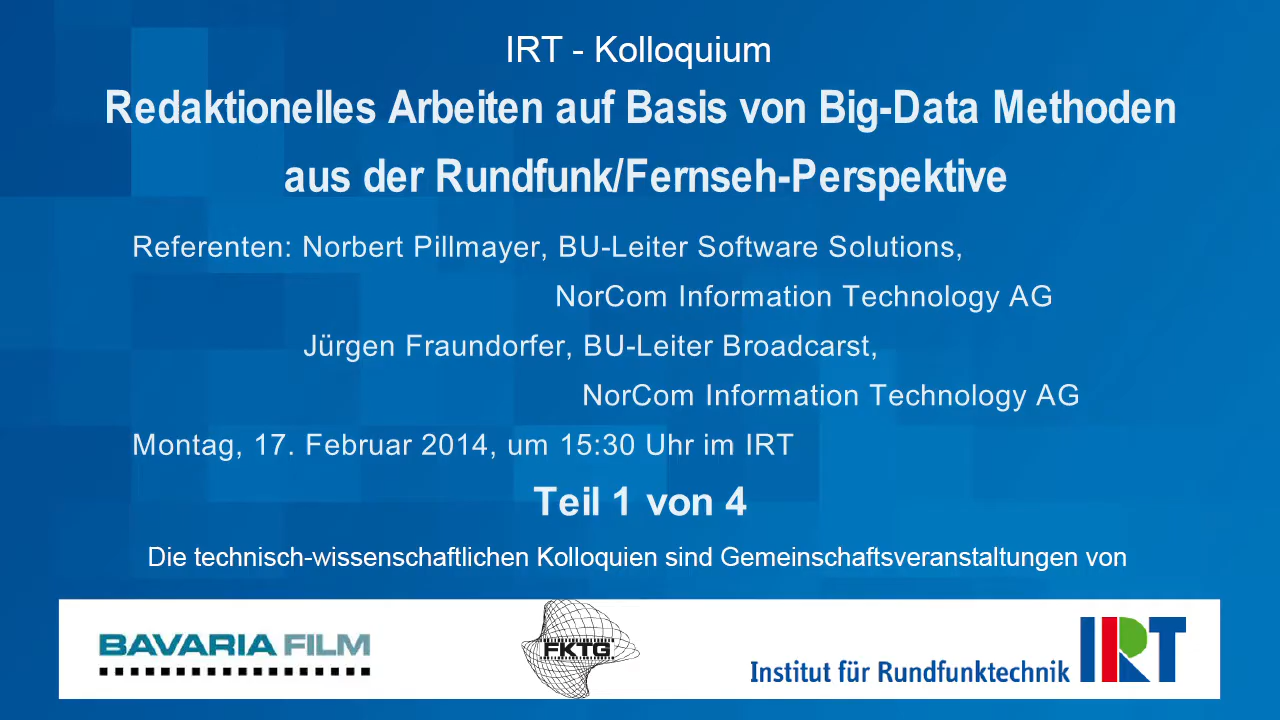 IRT - Kolloquium
Redaktionelles Arbeiten auf Basis von Big-Data Methoden
aus der Rundfunk/Fernseh-Perspektive
Referenten: Norbert Pillmayer, BU-Leiter Software Solutions,
NorCom Information Technology AG
Jürgen Fraundorfer, BU-Leiter Broadcarst,
NorCom Information Technology AG
Montag, 17. Februar 2014, um 15:30 Uhr im IRT
Teil 1 von 4
Die technisch-wissenschaftlichen Kolloquien sind Gemeinschaftsveranstaltungen von
BAVARIA FILM
FKTG
Institut für Rundfunktechnik IRT